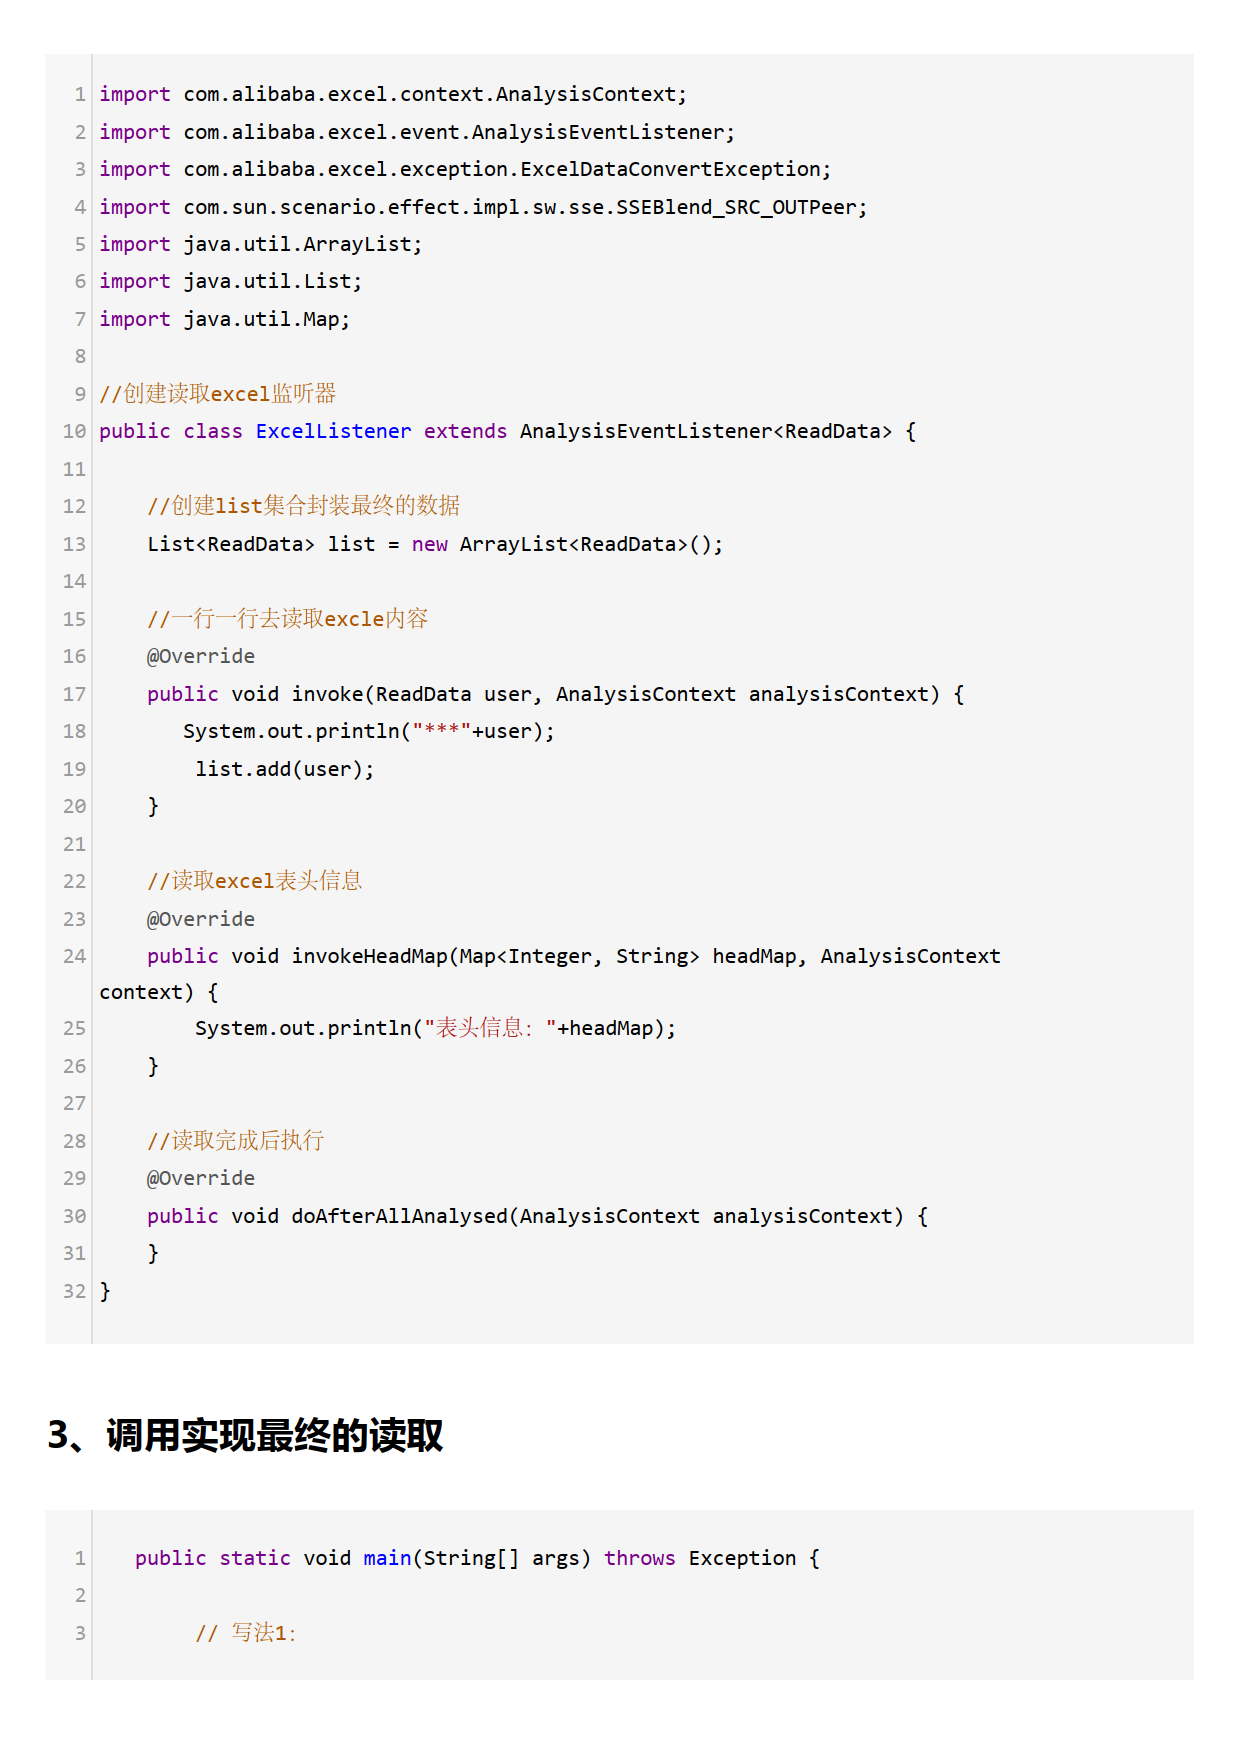 1 import com.alibaba.excel.context.AnalysisContext;
2 import com.alibaba.excel.event.AnalysisEventListener;
3 import com.alibaba.excel.exception.ExcelDataConvertException;
4 import com.sun.scenario.effect.impl.sw.sse.SSEBlend_SRC_OUTPeer;
5 import java.util.ArrayList;
6 import java.util.List;
7 import java.util.Map;
8
9 //创建读取excel监听器
10 public class ExcelListener extends AnalysisEventListener<ReadData> {
11
12     //创建list集合封装最终的数据
13     List<ReadData> list = new ArrayList<ReadData>();
14
15     //一行一行去读取excle内容
16     @Override
17     public void invoke(ReadData user, AnalysisContext analysisContext) {
18        System.out.println("***"+user);
19         list.add(user);
20     }
21
22     //读取excel表头信息
23     @Override
24     public void invokeHeadMap(Map<Integer, String> headMap, AnalysisContext
context) {
25         System.out.println("表头信息："+headMap);
26     }
27
28     //读取完成后执行
29     @Override
30     public void doAfterAllAnalysed(AnalysisContext analysisContext) {
31     }
32 }
3、调用实现最终的读取
1    public static void main(String[] args) throws Exception {
2
3         // 写法1：